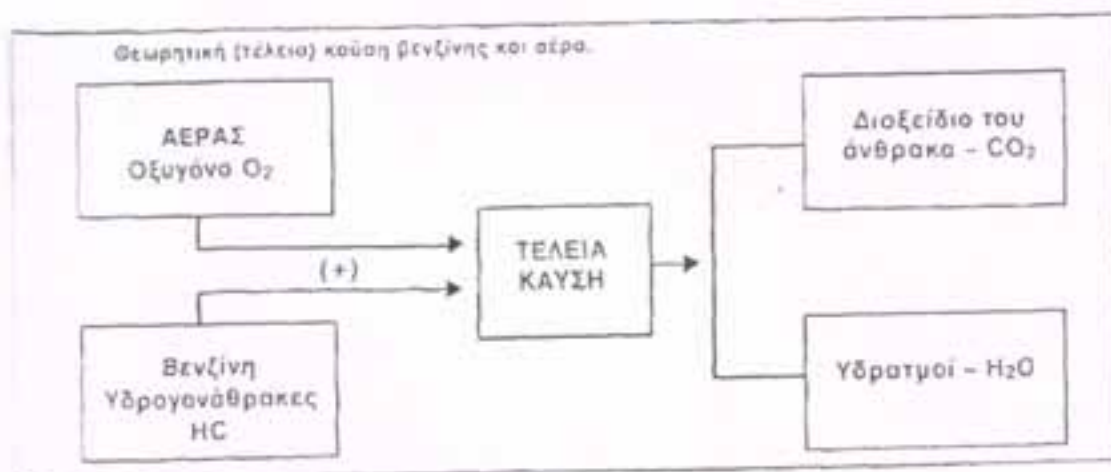 Θεωρητική (τέλεια) καύση βενζίνης και αέρα.
ΑΕΡΑΣ
Οξυγόνο O₂
(+)
Βενζίνη
Υδρογονάθρακες
HC
ΤΕΛΕΙΑ
ΚΑΥΣΗ
Διοξείδιο του
άνθρακα – CO₂
Υδρατμοί – H₂O